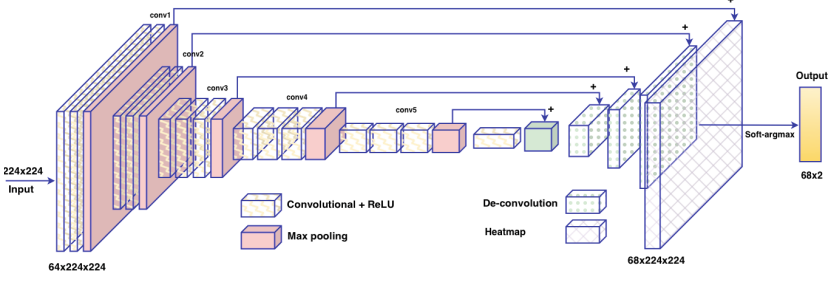 conv1
+
conv2
+
conv3
+
conv4
+
conv5
+
Output
224x224
Input
Soft-argmax
68x2
Convolutional + ReLU
Max pooling
De-convolution
Heatmap
64x224x224
68x224x224